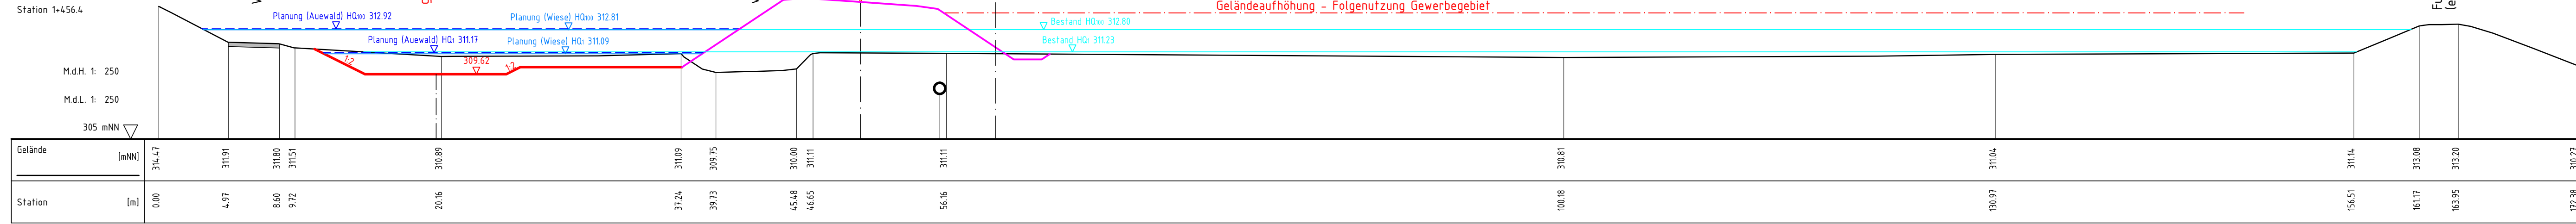 Station 1+456.4
Geländeaufhöhung - Folgenutzung Gewerbegebiet
Planung (Auewald) HQ100 312.92
Planung (Wiese) HQ100 312.81
Bestand HQ100 312.80
Planung (Auewald) HQ1 311.17
Planung (Wiese) HQ1 311.09
Bestand HQ1 311.23
1:2
309.62
1:2
M.d.H. 1: 250
M.d.L. 1: 250
305 mNN
Gelände [mNN] 314.47 311.91 311.80 311.51 310.89 311.09 309.75 310.00 311.11 311.11 310.81 311.04 311.14 313.08 313.20 310.27
Station [m] 0.00 4.97 8.60 9.72 20.16 37.24 39.73 45.48 46.65 56.16 100.18 130.97 156.51 161.17 163.95